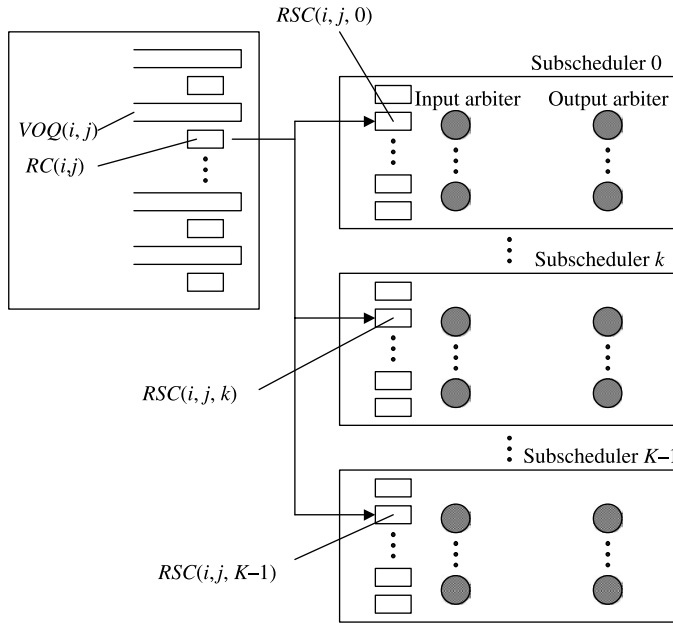 RSC(i, j, 0)
Subscheduler 0
Input arbiter
Output arbiter
VOQ(i, j)
RC(i,j)
Subscheduler k
RSC(i, j, k)
Subscheduler K–1
RSC(i, j, K–1)